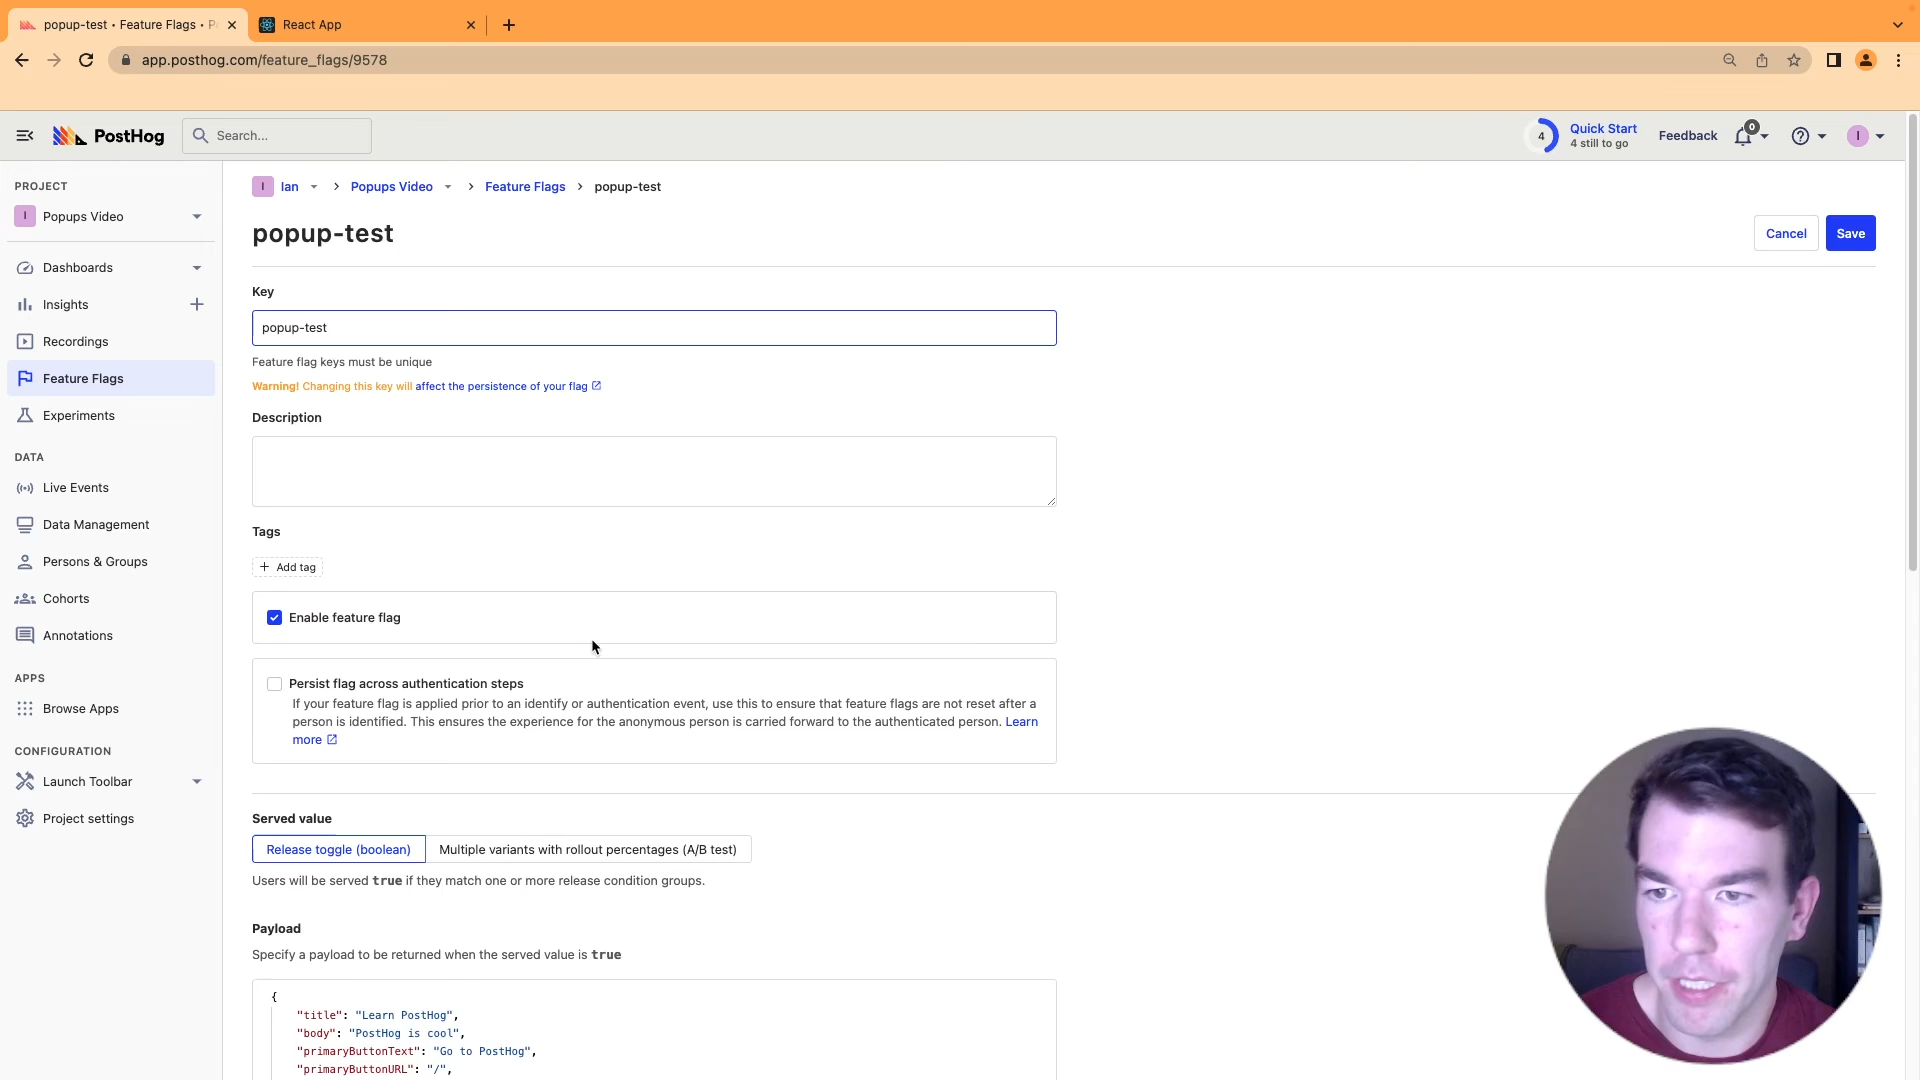 popup-test • Feature Flags • P
React App
app.posthog.com/feature_flags/9578
PostHog
Search...
4
Quick Start
4 still to go
Feedback
0
I
PROJECT
I
Popups Video
Dashboards
Insights
Recordings
Feature Flags
Experiments
DATA
Live Events
Data Management
Persons & Groups
Cohorts
Annotations
APPS
Browse Apps
CONFIGURATION
Launch Toolbar
Project settings
I Ian > Popups Video > Feature Flags > popup-test
popup-test
Cancel
Save
Key
popup-test
Feature flag keys must be unique
Warning! Changing this key will affect the persistence of your flag
Description
Tags
+ Add tag
Enable feature flag
Persist flag across authentication steps
If your feature flag is applied prior to an identify or authentication event, use this to ensure that feature flags are not reset after a
person is identified. This ensures the experience for the anonymous person is carried forward to the authenticated person. Learn
more
Served value
Release toggle (boolean)
Multiple variants with rollout percentages (A/B test)
Users will be served true if they match one or more release condition groups.
Payload
Specify a payload to be returned when the served value is true
{
"title": "Learn PostHog",
"body": "PostHog is cool",
"primaryButtonText": "Go to PostHog",
"primaryButtonURL": "/",